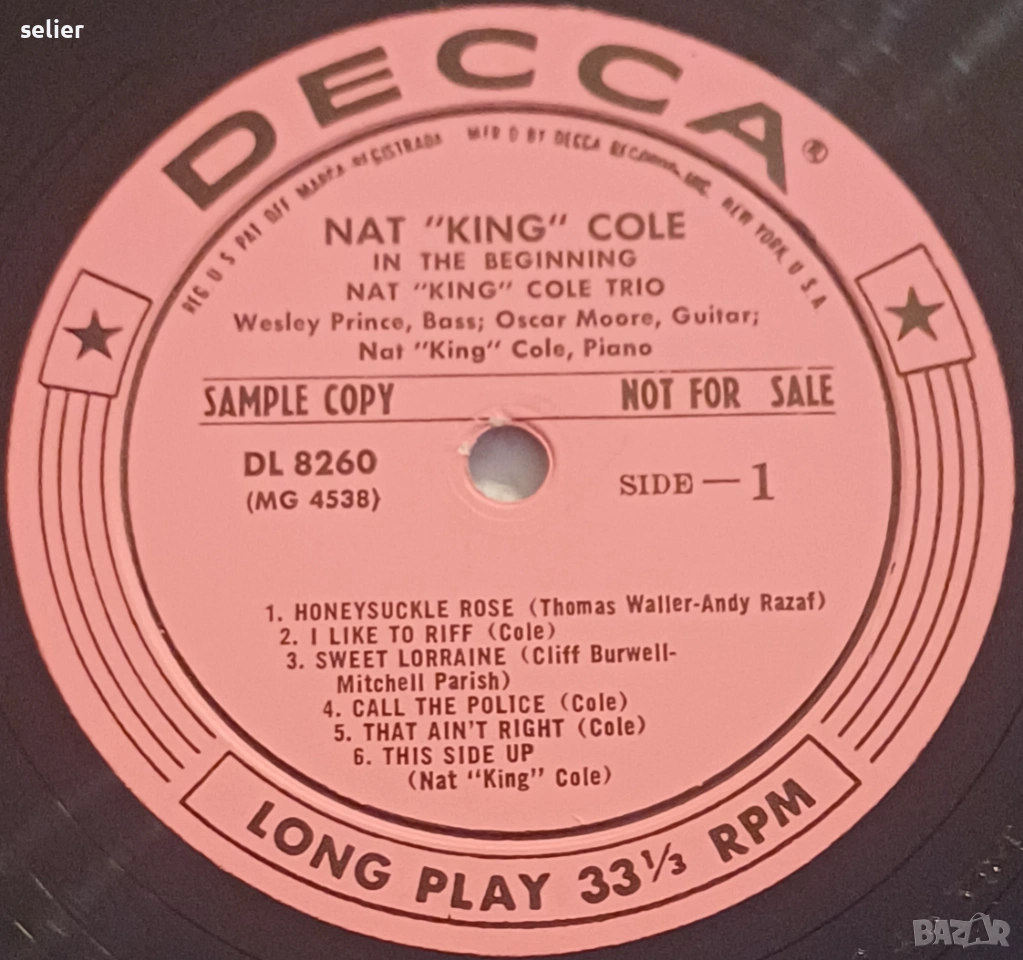 selier
DECCA®
REG U S PAT OFF MARCA REGISTRADA MFR D BY DECCA RECORDS, INC. NEW YORK, U.S.A
NAT "KING" COLE
IN THE BEGINNING
NAT "KING" COLE TRIO
Wesley Prince, Bass; Oscar Moore, Guitar;
Nat "King" Cole, Piano
SAMPLE COPY NOT FOR SALE
DL 8260 SIDE — 1
(MG 4538)
1. HONEYSUCKLE ROSE (Thomas Waller-Andy Razaf)
2. I LIKE TO RIFF (Cole)
3. SWEET LORRAINE (Cliff Burwell-
Mitchell Parish)
4. CALL THE POLICE (Cole)
5. THAT AIN'T RIGHT (Cole)
6. THIS SIDE UP
(Nat "King" Cole)
LONG PLAY 33⅓ RPM
BAZAR